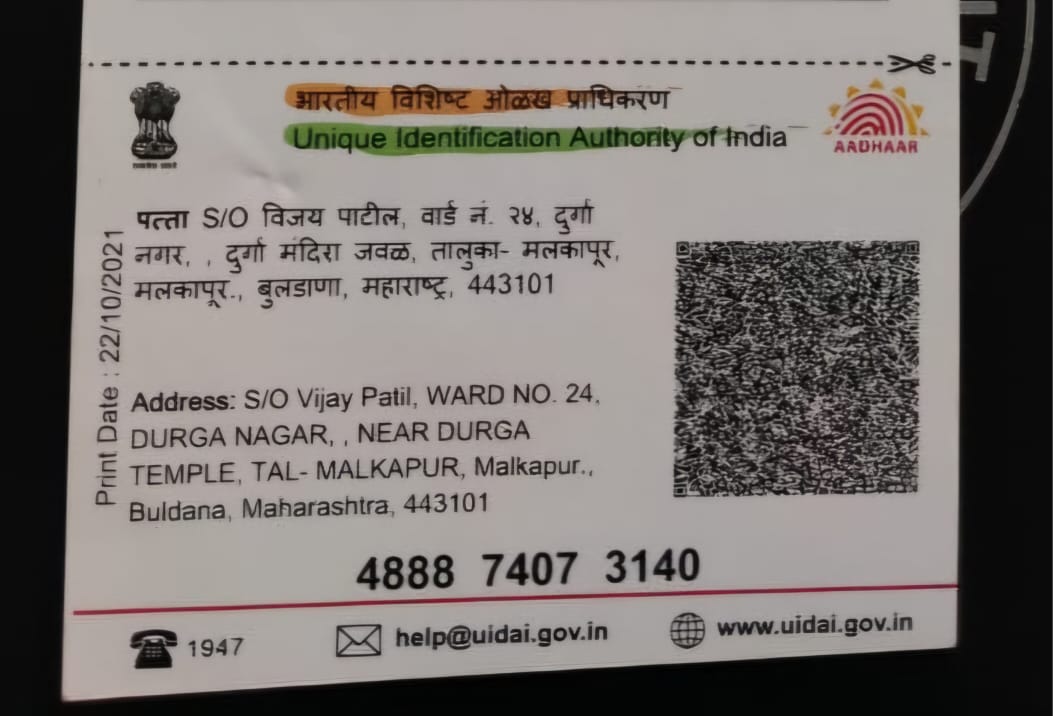 भारतीय विशिष्ट ओळख प्राधिकरण
Unique Identification Authority of India
AADHAAR
पत्ता S/O विजय पाटील, वार्ड नं. २४, दुर्गा
नगर, , दुर्गा मंदिरा जवळ, तालुका- मलकापूर,
मलकापूर., बुलडाणा, महाराष्ट्र, 443101
Print Date : 22/10/2021
Address: S/O Vijay Patil, WARD NO. 24,
DURGA NAGAR, , NEAR DURGA
TEMPLE, TAL- MALKAPUR, Malkapur.,
Buldana, Maharashtra, 443101
4888 7407 3140
1947
help@uidai.gov.in
www.uidai.gov.in